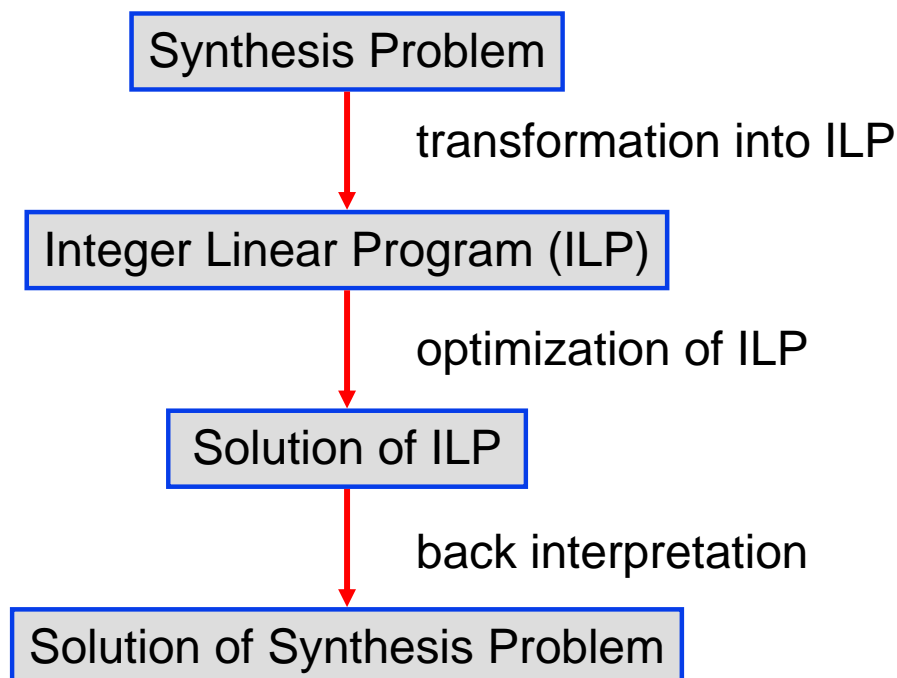 Synthesis Problem
transformation into ILP
Integer Linear Program (ILP)
optimization of ILP
Solution of ILP
back interpretation
Solution of Synthesis Problem